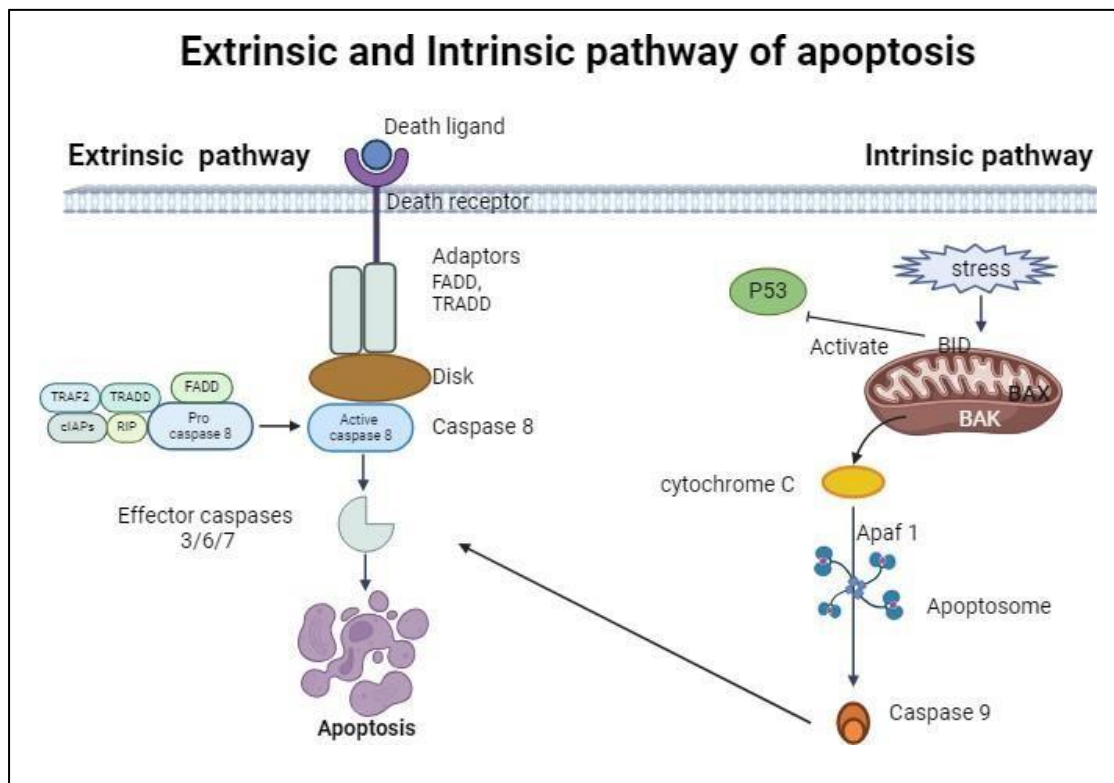 Extrinsic and Intrinsic pathway of apoptosis
Death ligand
Extrinsic pathway
Intrinsic pathway
Death receptor
Adaptors
FADD,
TRADD
stress
P53
Activate
BID
BAX
BAK
Disk
FADD
TRAF2
TRADD
cIAPs
RIP
Pro
caspase 8
Active
caspase 8
Caspase 8
cytochrome C
Effector caspases
3/6/7
Apaf 1
Apoptosome
Caspase 9
Apoptosis